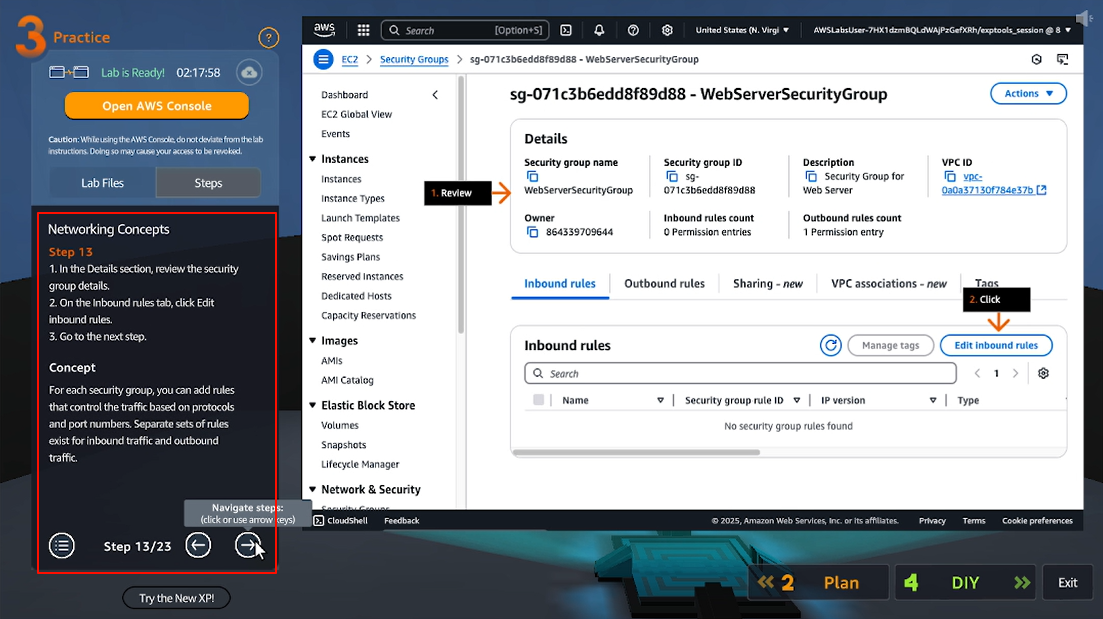 3 Practice
?
Lab is Ready! 02:17:58
Open AWS Console
Caution: While using the AWS Console, do not deviate from the lab
instructions. Doing so may cause your access to be revoked.
Lab Files
Steps
Networking Concepts
Step 13
1. In the Details section, review the security
group details.
2. On the Inbound rules tab, click Edit
inbound rules.
3. Go to the next step.
Concept
For each security group, you can add rules
that control the traffic based on protocols
and port numbers. Separate sets of rules
exist for inbound traffic and outbound
traffic.
Navigate steps:
(click or use arrow keys)
Step 13/23
Try the New XP!
aws
Search [Option+S]
United States (N. Virgi
AWSLabsUser-7HX1dzmBQLdWAjPzGefXRh/exptools_session @ 8
EC2 > Security Groups > sg-071c3b6edd8f89d88 - WebServerSecurityGroup
Dashboard
EC2 Global View
Events
Instances
Instances
Instance Types
Launch Templates
Spot Requests
Savings Plans
Reserved Instances
Dedicated Hosts
Capacity Reservations
Images
AMIs
AMI Catalog
Elastic Block Store
Volumes
Snapshots
Lifecycle Manager
Network & Security
Security Groups
sg-071c3b6edd8f89d88 - WebServerSecurityGroup
Actions
Details
Security group name
WebServerSecurityGroup
Security group ID
sg-
071c3b6edd8f89d88
Description
Security Group for
Web Server
VPC ID
vpc-
0a0a37130f784e37b
1. Review
Owner
864339709644
Inbound rules count
0 Permission entries
Outbound rules count
1 Permission entry
Inbound rules
Outbound rules
Sharing - new
VPC associations - new
Tags
2. Click
Inbound rules
Manage tags
Edit inbound rules
Search
1
Name
Security group rule ID
IP version
Type
No security group rules found
CloudShell
Feedback
© 2025, Amazon Web Services, Inc. or its affiliates.
Privacy
Terms
Cookie preferences
2 Plan
4 DIY
Exit